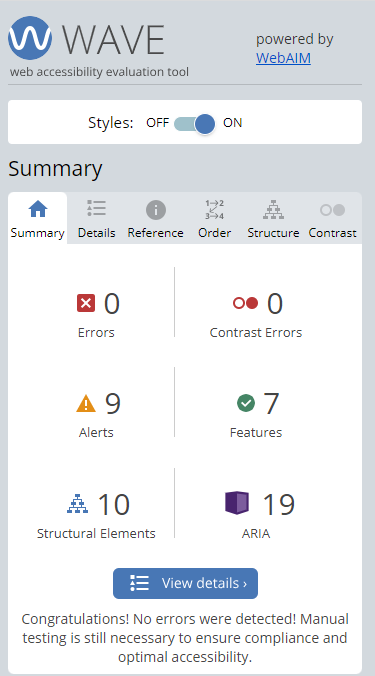 WAVE
web accessibility evaluation tool
powered by
WebAIM
Styles: OFF ON
Summary
Summary Details Reference Order Structure Contrast
0
Errors
0
Contrast Errors
9
Alerts
7
Features
10
Structural Elements
19
ARIA
View details ›
Congratulations! No errors were detected! Manual
testing is still necessary to ensure compliance and
optimal accessibility.